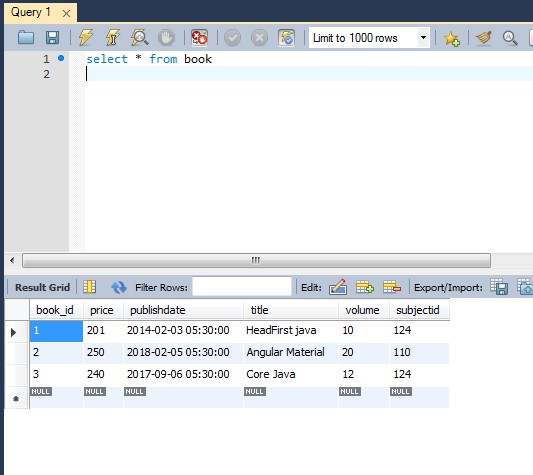 Query 1
Limit to 1000 rows
1 select * from book
2
Result Grid Filter Rows: Edit: Export/Import:
book_id price publishdate title volume subjectid
1 201 2014-02-03 05:30:00 HeadFirst java 10 124
2 250 2018-02-05 05:30:00 Angular Material 20 110
3 240 2017-09-06 05:30:00 Core Java 12 124
NULL NULL NULL NULL NULL NULL